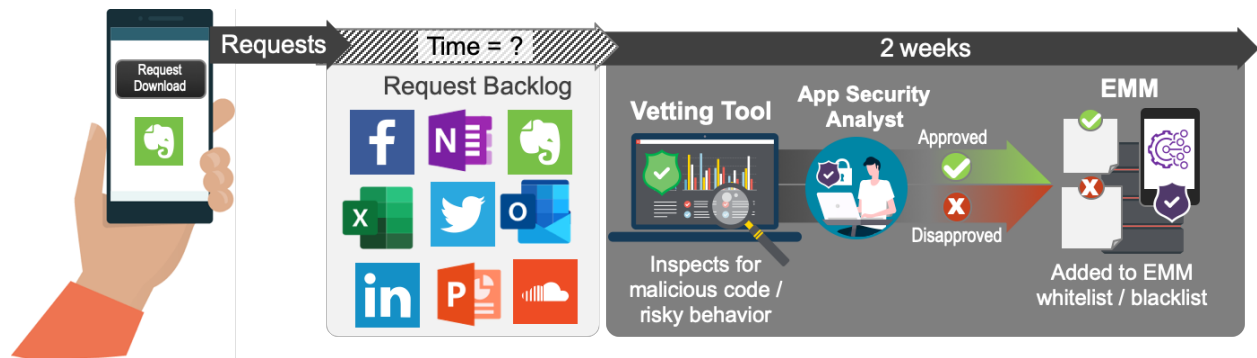 Request
Download
Requests
Time = ?
2 weeks
Request Backlog
f
N
X
O
in
P
Vetting Tool
Inspects for
malicious code /
risky behavior
App Security
Analyst
Approved
Disapproved
EMM
Added to EMM
whitelist / blacklist